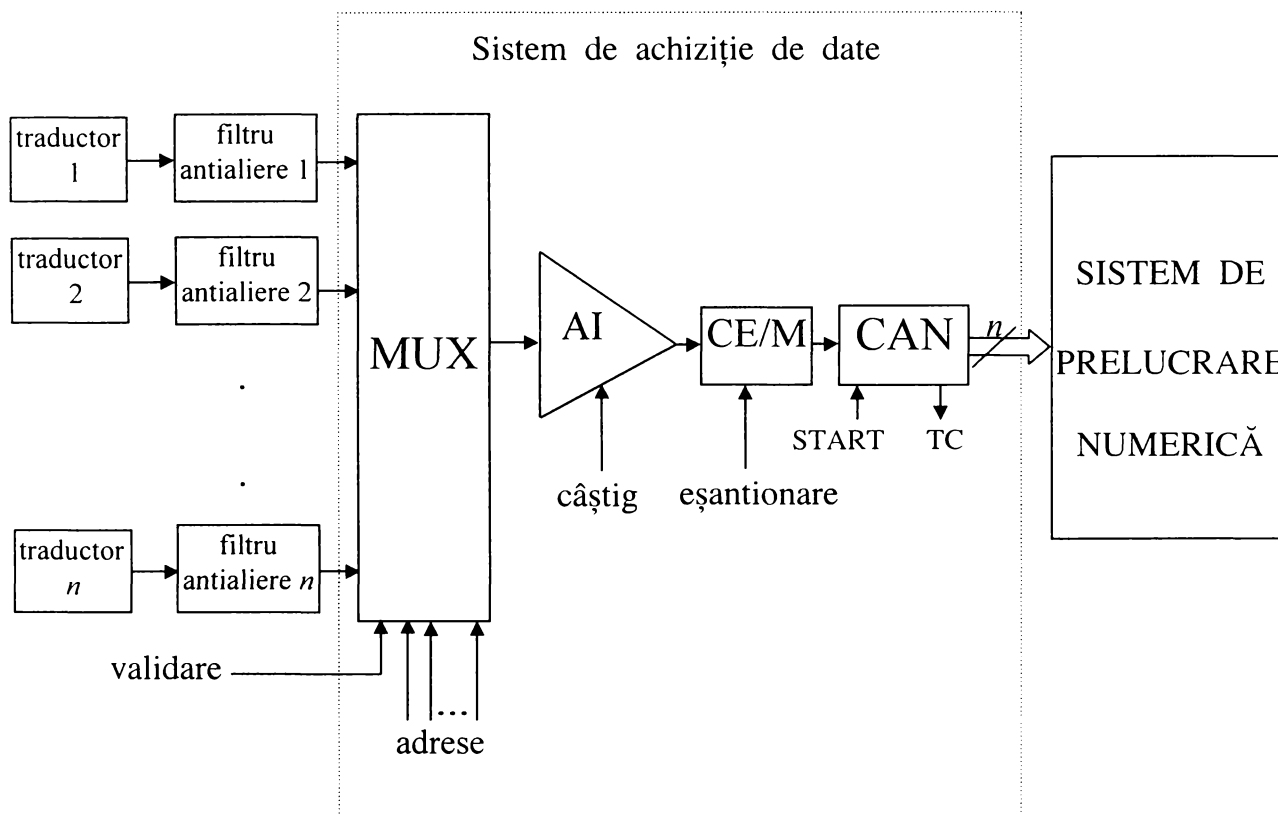 Sistem de achiziție de date
traductor
1
filtru
antialiere 1
traductor
2
filtru
antialiere 2
MUX
AI
CE/M
CAN
n
SISTEM DE
PRELUCRARE
NUMERICĂ
START
TC
câștig
eșantionare
traductor
n
filtru
antialiere n
validare
...
adrese